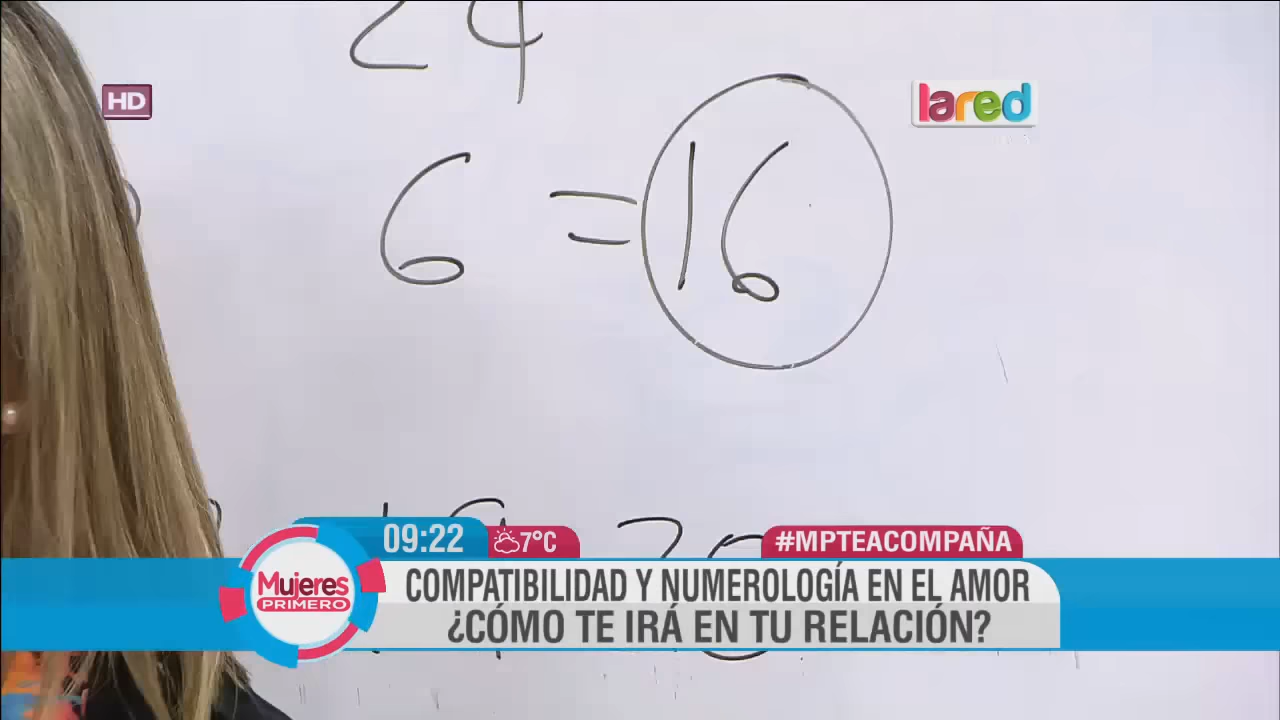 24
HD
lared
6 = 16
09:22
7°C
#MPTEACOMPAÑA
Mujeres
PRIMERO
COMPATIBILIDAD Y NUMEROLOGÍA EN EL AMOR
¿CÓMO TE IRÁ EN TU RELACIÓN?